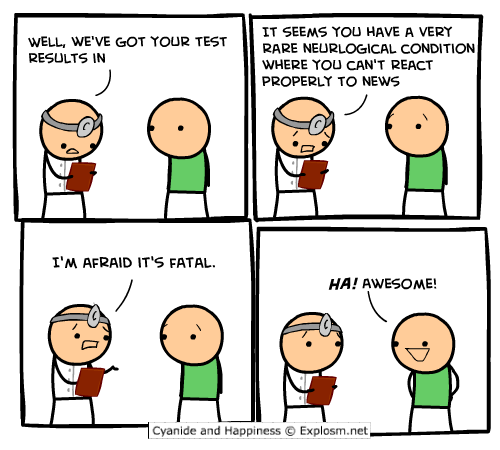 WELL, WE'VE GOT YOUR TEST
RESULTS IN
IT SEEMS YOU HAVE A VERY
RARE NEURLOGICAL CONDITION
WHERE YOU CAN'T REACT
PROPERLY TO NEWS
I'M AFRAID IT'S FATAL.
HA! AWESOME!
Cyanide and Happiness © Explosm.net